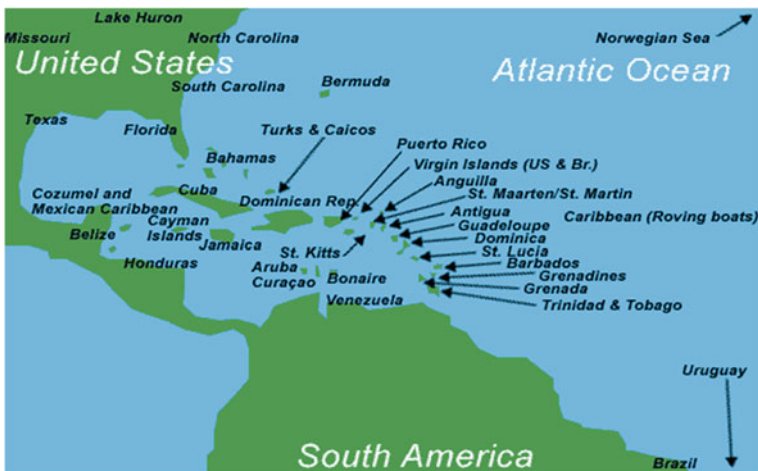 Lake Huron
Missouri
North Carolina
Norwegian Sea
United States
Atlantic Ocean
Bermuda
South Carolina
Texas
Florida
Turks & Caicos
Puerto Rico
Bahamas
Virgin Islands (US & Br.)
Anguilla
Cozumel and
Mexican Caribbean
Cuba
Dominican Rep.
St. Maarten/St. Martin
Antigua
Caribbean (Roving boats)
Cayman
Islands
Guadeloupe
Belize
Jamaica
St. Kitts
Dominica
St. Lucia
Honduras
Aruba
Curaçao
Bonaire
Barbados
Grenadines
Grenada
Venezuela
Trinidad & Tobago
Uruguay
South America
Brazil